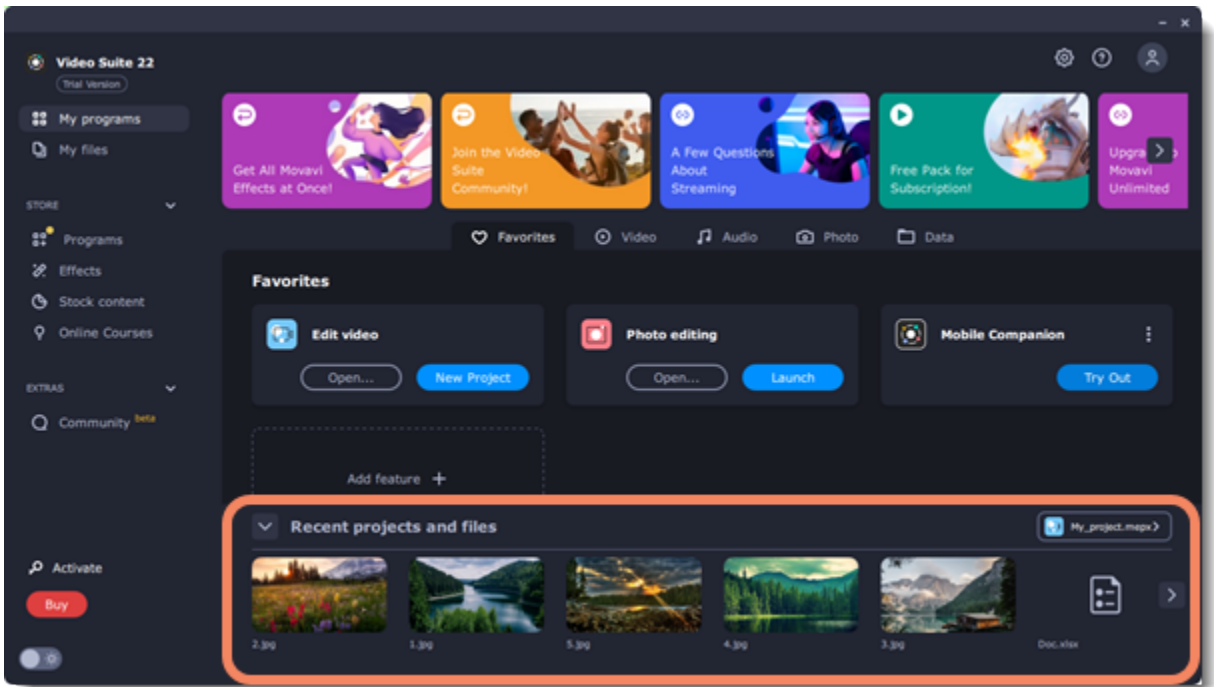 Video Suite 22
Trial Version
My programs
My files
STORE
Programs
Effects
Stock content
Online Courses
EXTRAS
Community beta
Activate
Buy
Get All Movavi
Effects at Once!
Join the Video
Suite
Community!
A Few Questions
About
Streaming
Free Pack for
Subscription!
Movavi
Unlimited
Favorites
Video
Audio
Photo
Data
Favorites
Edit video
Open...
New Project
Photo editing
Open...
Launch
Mobile Companion
Try Out
Add feature +
Recent projects and files
My_project.mepx
2.jpg
1.jpg
5.jpg
4.jpg
3.jpg
Doc.xlsx